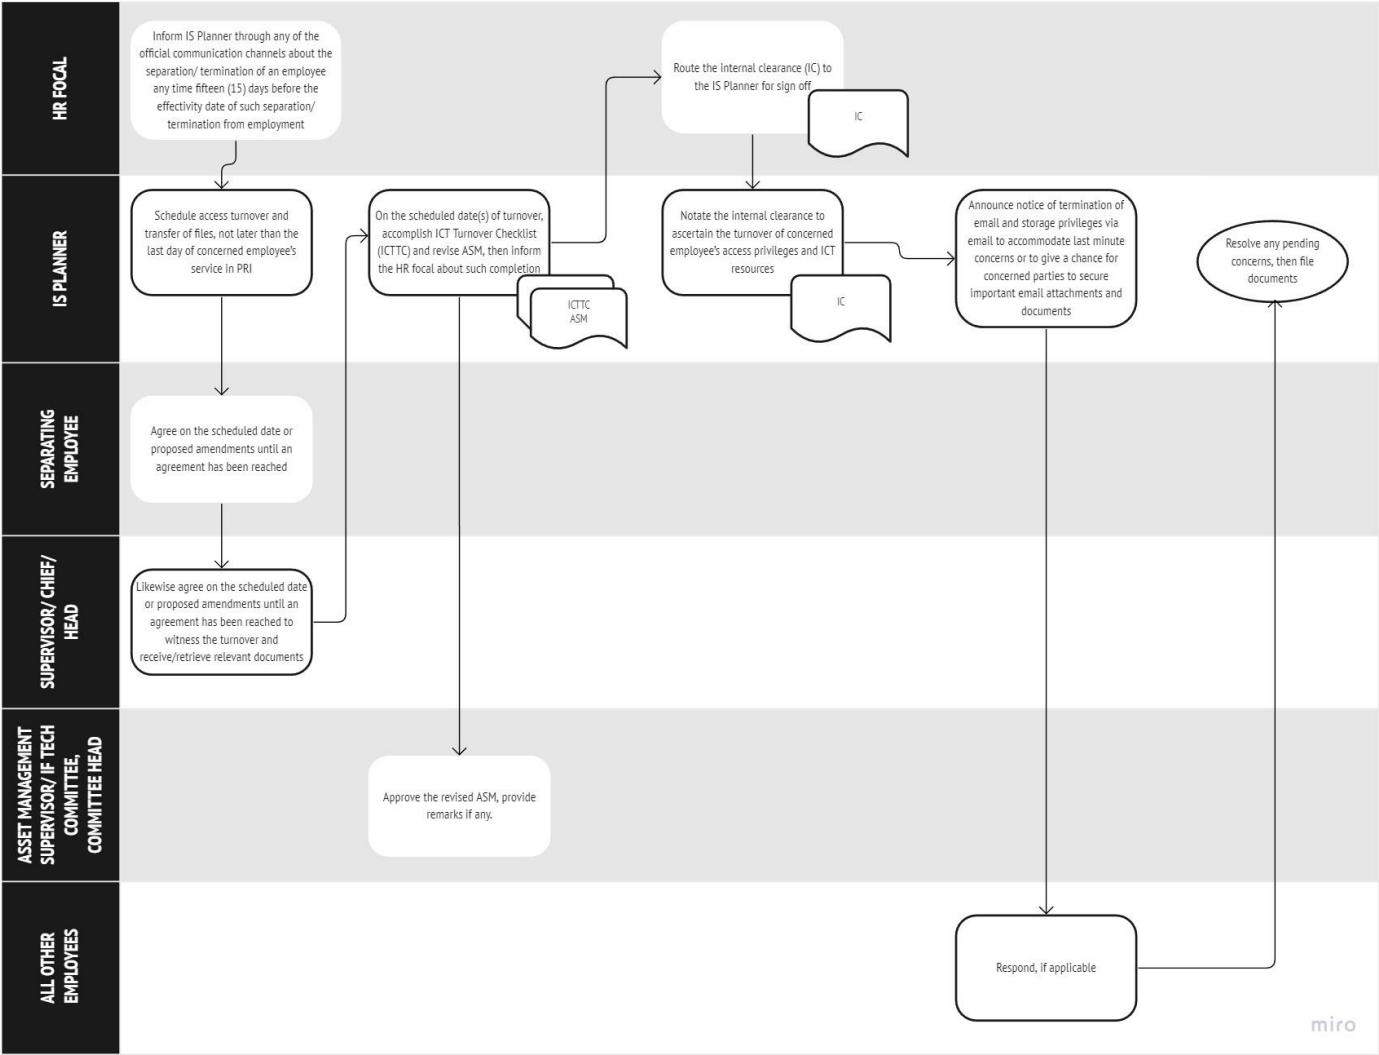 HR FOCAL
Inform IS Planner through any of the
official communication channels about the
separation/ termination of an employee
any time fifteen (15) days before the
effectivity date of such separation/
termination from employment
Route the internal clearance (IC) to
the IS Planner for sign off
IC
IS PLANNER
Schedule access turnover and
transfer of files, not later than the
last day of concerned employee's
service in PRI
On the scheduled date(s) of turnover,
accomplish ICT Turnover Checklist
(ICTTC) and revise ASM, then inform
the HR focal about such completion
ICTTC
ASM
Notate the internal clearance to
ascertain the turnover of concerned
employee's access privileges and ICT
resources
IC
Announce notice of termination of
email and storage privileges via
email to accommodate last minute
concerns or to give a chance for
concerned parties to secure
important email attachments and
documents
Resolve any pending
concerns, then file
documents
SEPARATING
EMPLOYEE
Agree on the scheduled date or
proposed amendments until an
agreement has been reached
SUPERVISOR/ CHIEF/
HEAD
Likewise agree on the scheduled date
or proposed amendments until an
agreement has been reached to
witness the turnover and
receive/retrieve relevant documents
ASSET MANAGEMENT
SUPERVISOR/ IF TECH
COMMITTEE,
COMMITTEE HEAD
Approve the revised ASM, provide
remarks if any.
ALL OTHER
EMPLOYEES
Respond, if applicable
miro